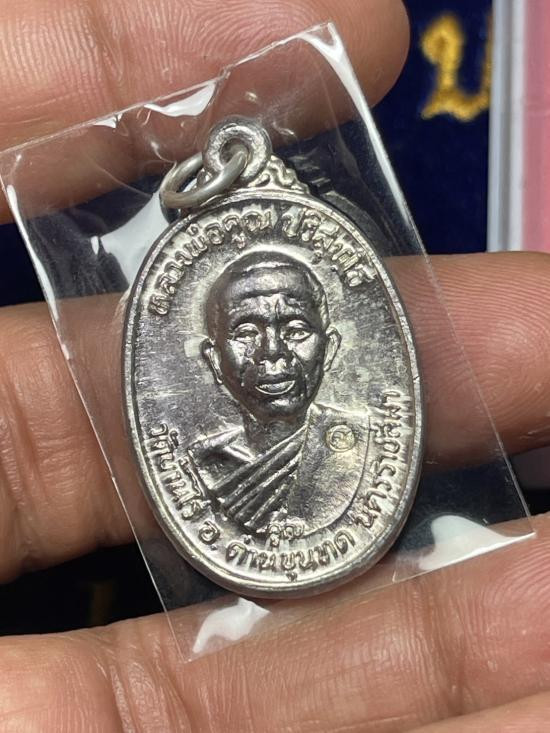 หลวงพ่อคูณ ปริสุทฺโธ
คูณ
วัดบ้านไร่ อ.ด่านขุนทด นครราชสีมา